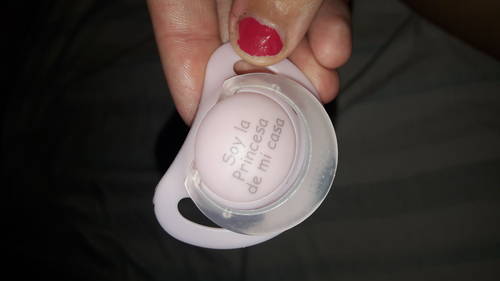 Soy la
Princesa
de mi casa